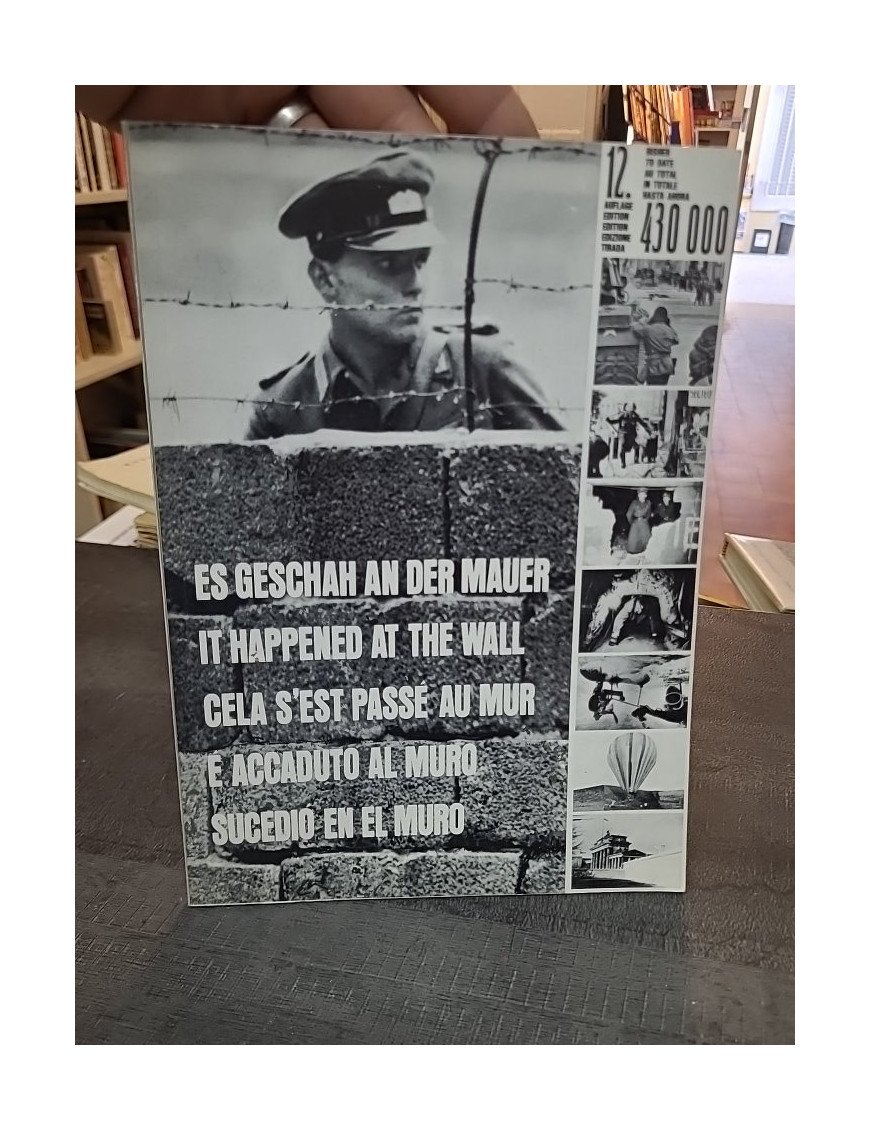 12.
AUFLAGE
EDITION
EDITION
EDIZIONE
TIRADA
BISHER
TO DATE
AU TOTAL
IN TOTALE
HASTA AHORA
430 000
ES GESCHAH AN DER MAUER
IT HAPPENED AT THE WALL
CELA S'EST PASSÉ AU MUR
E ACCADUTO AL MURO
SUCEDIÓ EN EL MURO